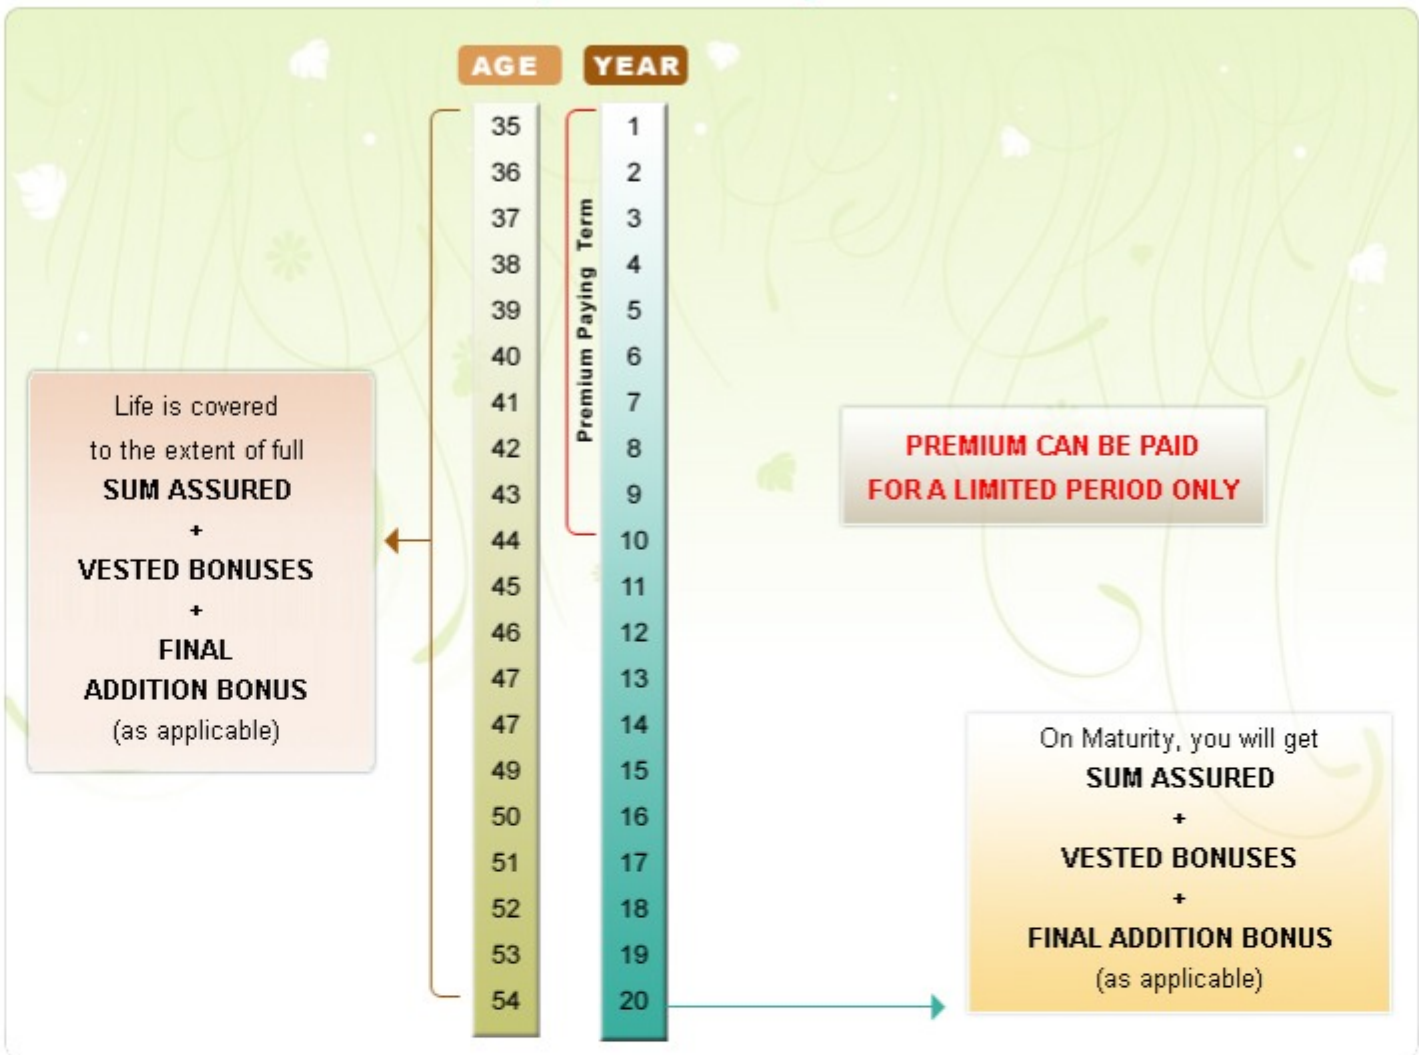 AGE YEAR
35 1
36 2
37 3
38 4
39 5
40 6
41 7
42 8
43 9
44 10
45 11
46 12
47 13
47 14
49 15
50 16
51 17
52 18
53 19
54 20
Premium Paying Term
Life is covered
to the extent of full
SUM ASSURED
+
VESTED BONUSES
+
FINAL
ADDITION BONUS
(as applicable)
PREMIUM CAN BE PAID
FOR A LIMITED PERIOD ONLY
On Maturity, you will get
SUM ASSURED
+
VESTED BONUSES
+
FINAL ADDITION BONUS
(as applicable)